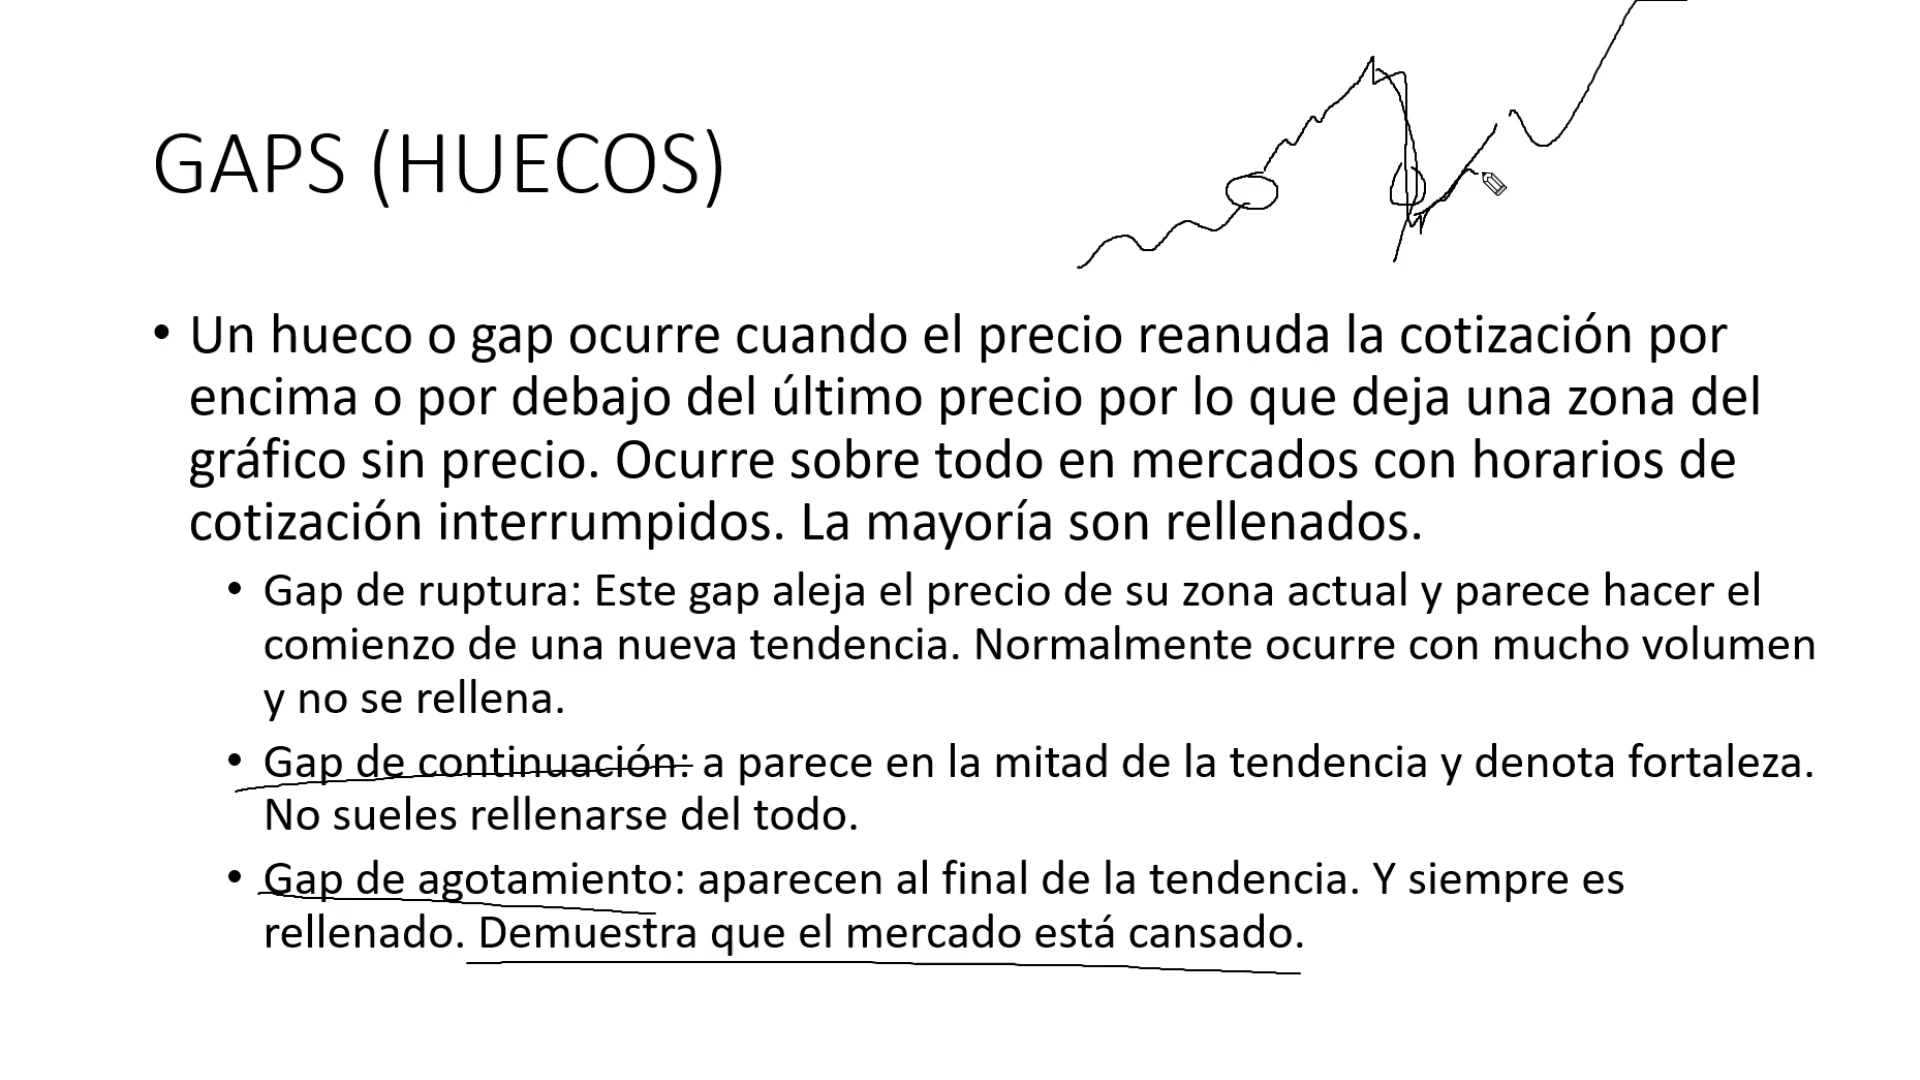 GAPS (HUECOS)
• Un hueco o gap ocurre cuando el precio reanuda la cotización por
encima o por debajo del último precio por lo que deja una zona del
gráfico sin precio. Ocurre sobre todo en mercados con horarios de
cotización interrumpidos. La mayoría son rellenados.
• Gap de ruptura: Este gap aleja el precio de su zona actual y parece hacer el
comienzo de una nueva tendencia. Normalmente ocurre con mucho volumen
y no se rellena.
• Gap de continuación: a parece en la mitad de la tendencia y denota fortaleza.
No sueles rellenarse del todo.
• Gap de agotamiento: aparecen al final de la tendencia. Y siempre es
rellenado. Demuestra que el mercado está cansado.